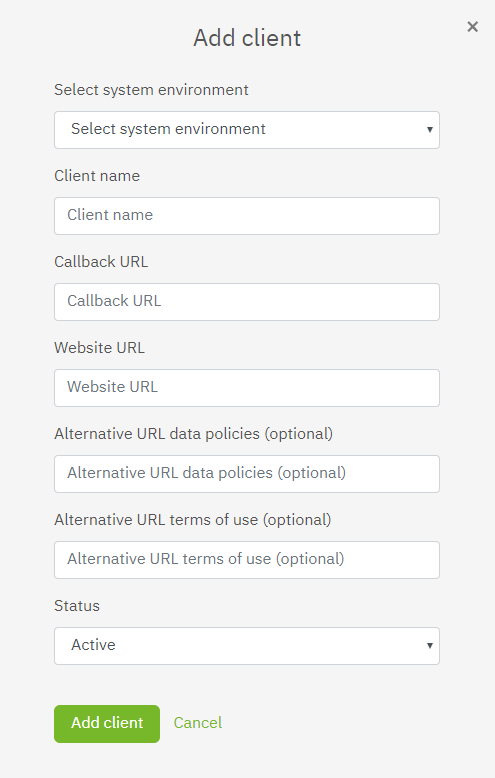 Add client
×
Select system environment
Select system environment
Client name
Client name
Callback URL
Callback URL
Website URL
Website URL
Alternative URL data policies (optional)
Alternative URL data policies (optional)
Alternative URL terms of use (optional)
Alternative URL terms of use (optional)
Status
Active
Add client Cancel